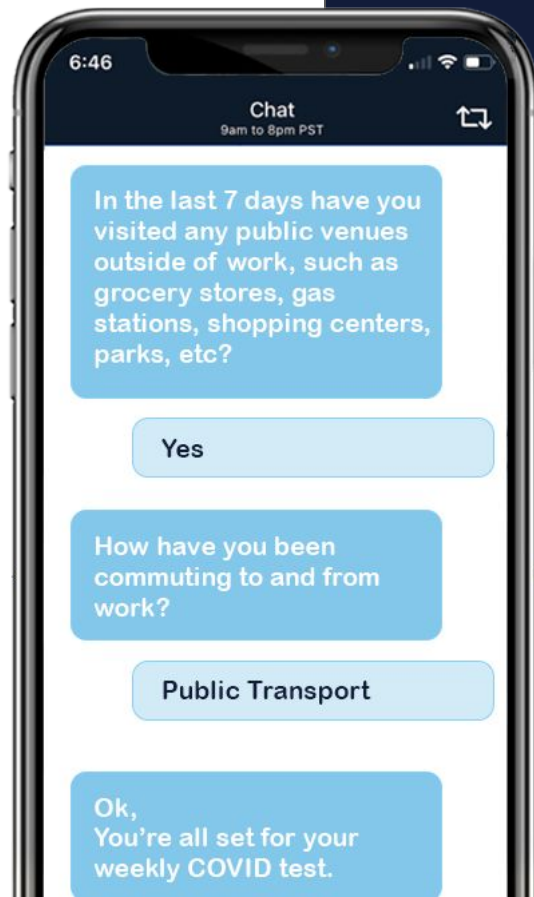 6:46
Chat
9am to 8pm PST
In the last 7 days have you
visited any public venues
outside of work, such as
grocery stores, gas
stations, shopping centers,
parks, etc?
Yes
How have you been
commuting to and from
work?
Public Transport
Ok,
You’re all set for your
weekly COVID test.